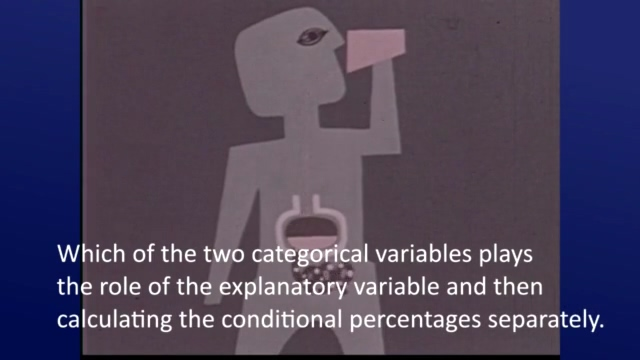 Which of the two categorical variables plays
the role of the explanatory variable and then
calculating the conditional percentages separately.